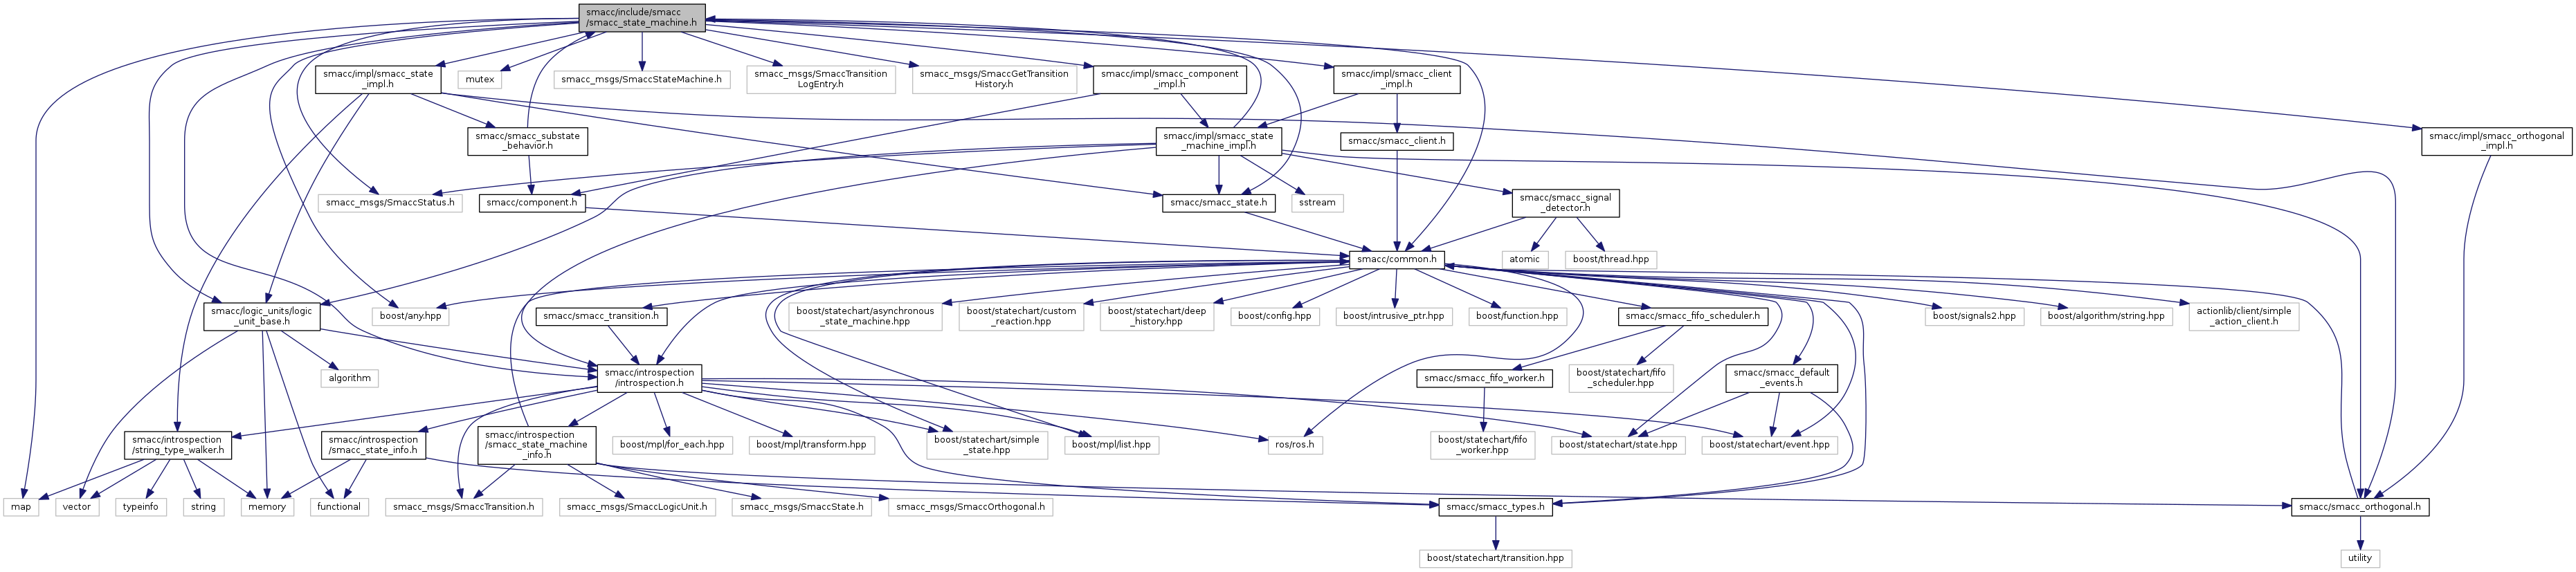 smacc/include/smacc
/smacc_state_machine.h
smacc/impl/smacc_state
_impl.h
mutex
smacc_msgs/SmaccStateMachine.h
smacc_msgs/SmaccTransition
LogEntry.h
smacc_msgs/SmaccGetTransition
History.h
smacc/impl/smacc_component
_impl.h
smacc/impl/smacc_client
_impl.h
smacc/smacc_substate
_behavior.h
smacc/impl/smacc_state
_machine_impl.h
smacc/smacc_client.h
smacc/impl/smacc_orthogonal
_impl.h
smacc_msgs/SmaccStatus.h
smacc/component.h
smacc/smacc_state.h
sstream
smacc/smacc_signal
_detector.h
smacc/common.h
atomic
boost/thread.hpp
smacc/logic_units/logic
_unit_base.h
boost/any.hpp
smacc/smacc_transition.h
boost/statechart/asynchronous
_state_machine.hpp
boost/statechart/custom
_reaction.hpp
boost/statechart/deep
_history.hpp
boost/config.hpp
boost/intrusive_ptr.hpp
boost/function.hpp
smacc/smacc_fifo_scheduler.h
boost/signals2.hpp
boost/algorithm/string.hpp
actionlib/client/simple
_action_client.h
algorithm
smacc/introspection
/introspection.h
smacc/smacc_fifo_worker.h
boost/statechart/fifo
_scheduler.hpp
smacc/smacc_default
_events.h
smacc/introspection
/string_type_walker.h
smacc/introspection
/smacc_state_info.h
smacc/introspection
/smacc_state_machine
_info.h
boost/mpl/for_each.hpp
boost/mpl/transform.hpp
boost/statechart/simple
_state.hpp
boost/mpl/list.hpp
ros/ros.h
boost/statechart/fifo
_worker.hpp
boost/statechart/state.hpp
boost/statechart/event.hpp
map
vector
typeinfo
string
memory
functional
smacc_msgs/SmaccTransition.h
smacc_msgs/SmaccLogicUnit.h
smacc_msgs/SmaccState.h
smacc_msgs/SmaccOrthogonal.h
smacc/smacc_types.h
smacc/smacc_orthogonal.h
boost/statechart/transition.hpp
utility